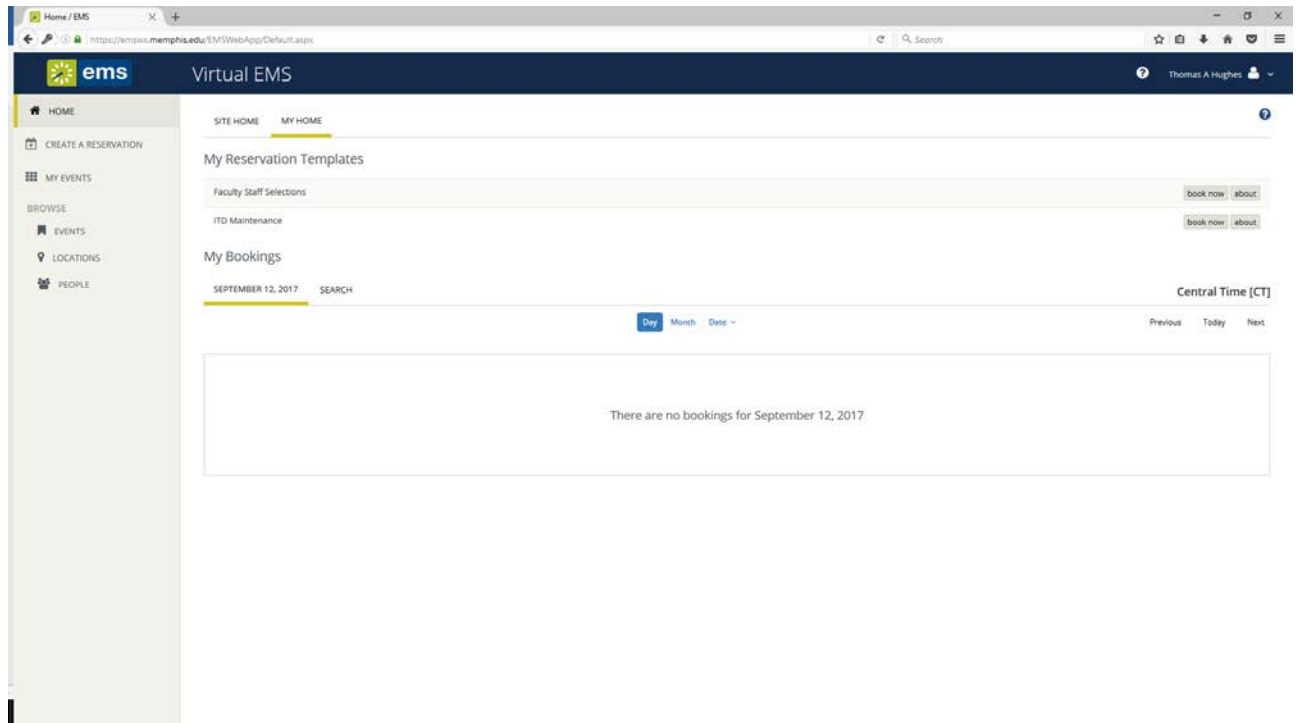 Home / EMS
https://emsws.memphis.edu/EMSWebApp/Default.aspx
Search
ems
Virtual EMS
Thomas A Hughes
HOME
CREATE A RESERVATION
MY EVENTS
BROWSE
EVENTS
LOCATIONS
PEOPLE
SITE HOME MY HOME
My Reservation Templates
Faculty Staff Selections book now about
ITD Maintenance book now about
My Bookings
SEPTEMBER 12, 2017 SEARCH Central Time [CT]
Day Month Date Previous Today Next
There are no bookings for September 12, 2017